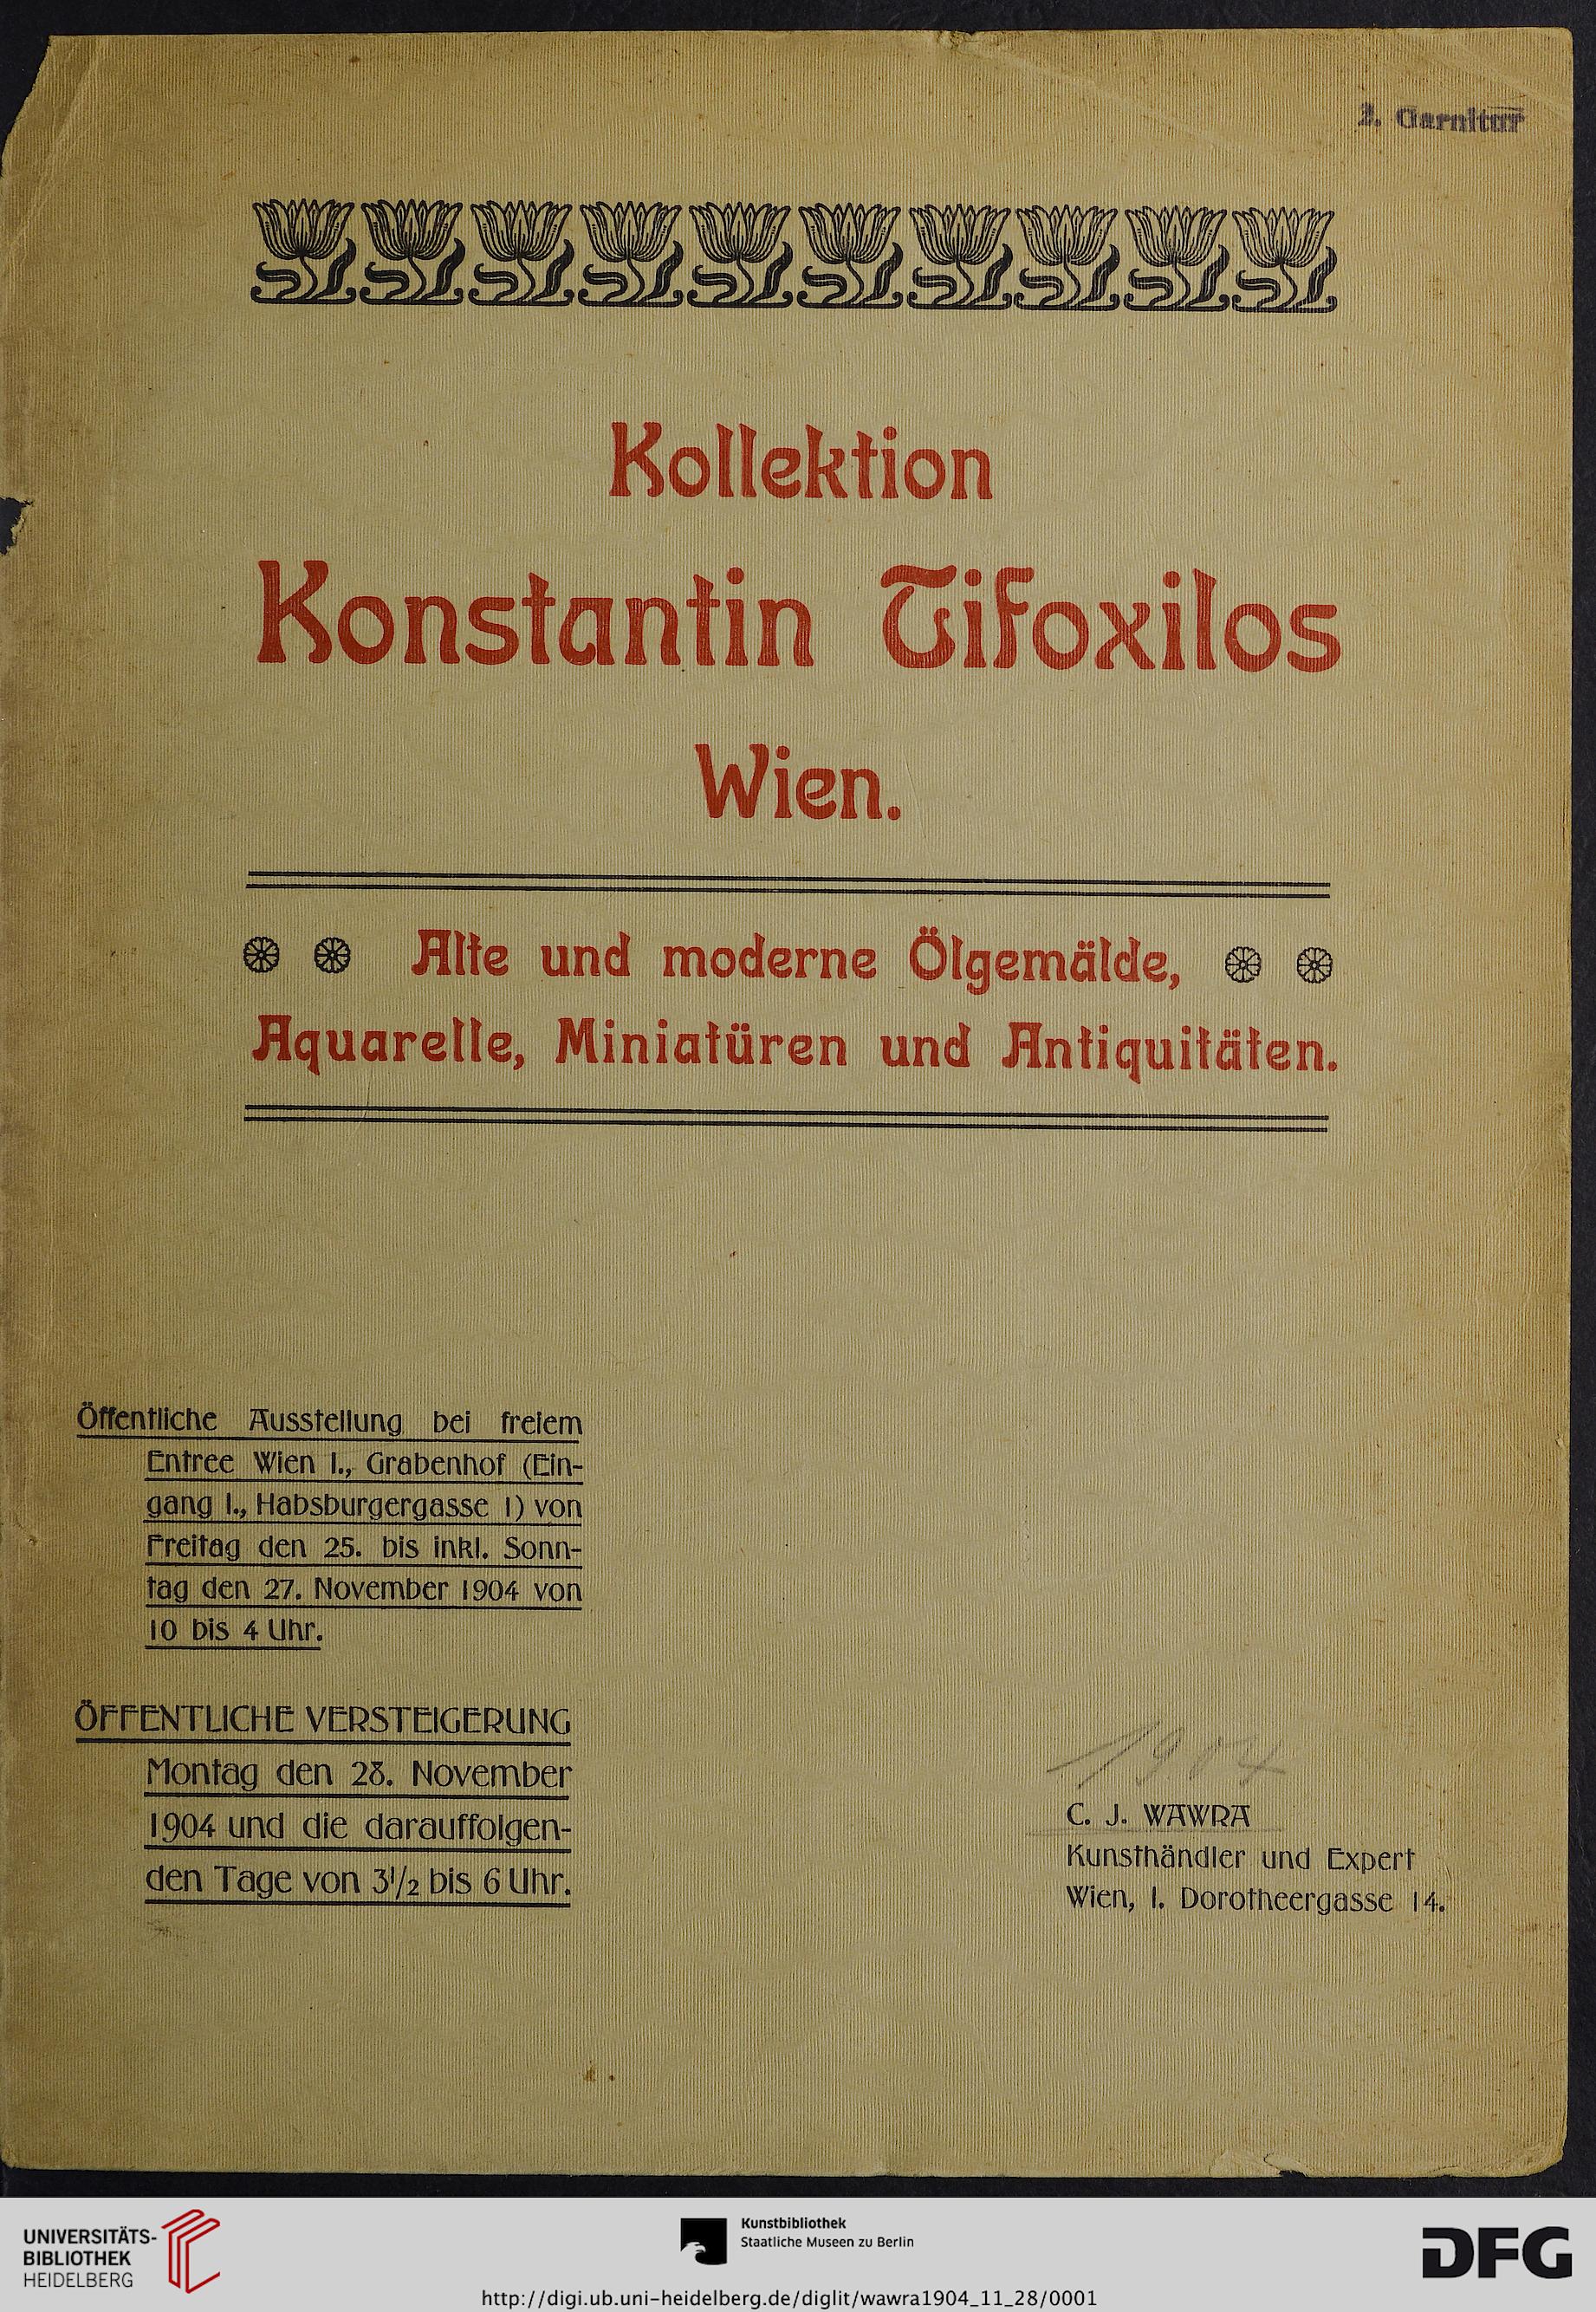 2. Garnitur
Kollektion
Konstantin Tifoxilos
Wien.
Alte und moderne Ölgemälde,
Aquarelle, Miniatüren und Antiquitäten.
Öffentliche Ausstellung bei freiem
Entree Wien I., Grabenhof (Ein-
gang I., Habsburgergasse 1) von
Freitag den 25. bis inkl. Sonn-
tag den 27. November 1904 von
10 bis 4 Uhr.
ÖFFENTLICHE VERSTEIGERUNG
Montag den 28. November
1904 und die darauffolgen-
den Tage von 3 1/2 bis 6 Uhr.
1904
C. J. WAWRA
Kunsthändler und Expert
Wien, I. Dorotheergasse 14.
UNIVERSITÄTS-
BIBLIOTHEK
HEIDELBERG
Kunstbibliothek
Staatliche Museen zu Berlin
DFG
http://digi.ub.uni-heidelberg.de/diglit/wawra1904_11_28/0001